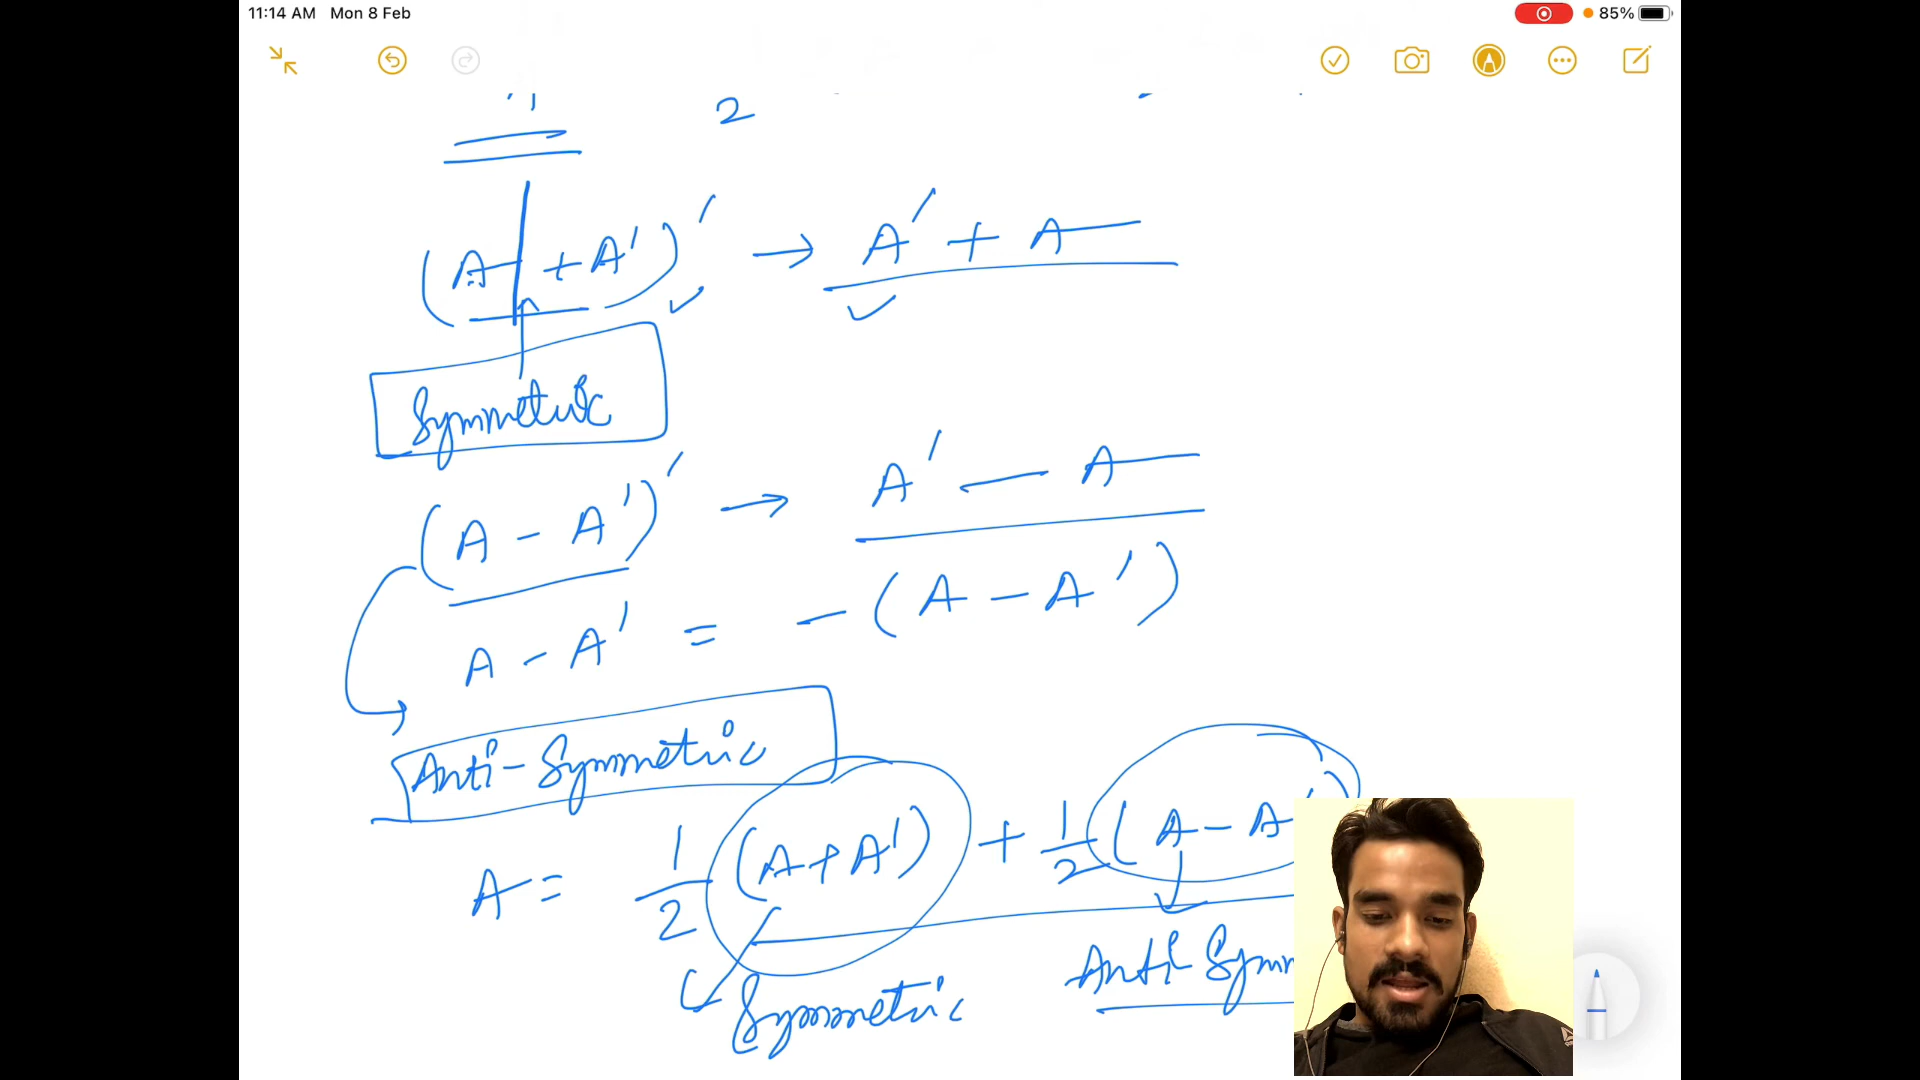 11:14 AM Mon 8 Feb
85%
2
(A + A')' → A' + A
Symmetric
(A - A')' → A' - A
A - A' = - (A - A')
Anti-Symmetric
A = 1/2 (A + A') + 1/2 (A - A')
Symmetric
Anti Symm